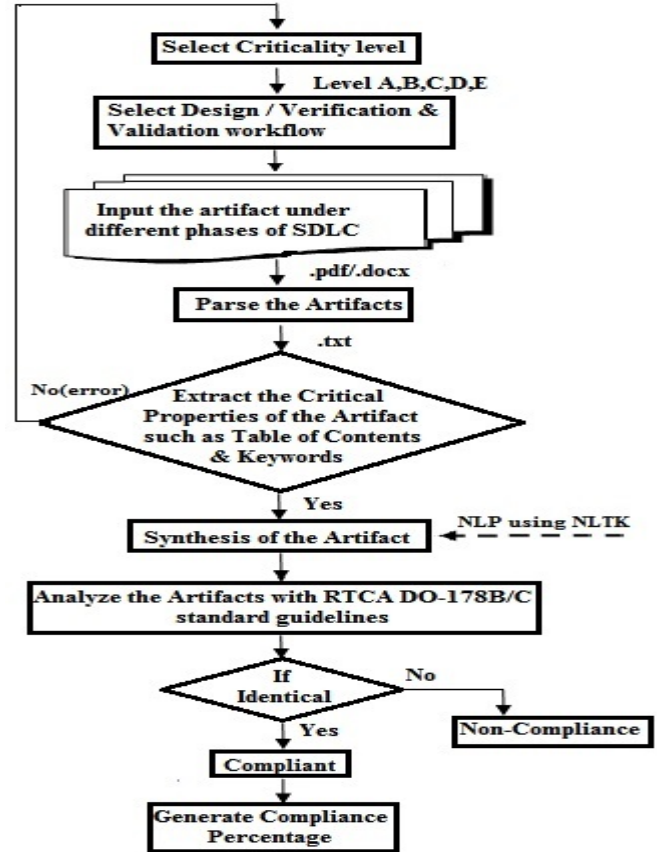 Select Criticality level
Level A,B,C,D,E
Select Design / Verification &
Validation workflow
Input the artifact under
different phases of SDLC
.pdf/.docx
Parse the Artifacts
.txt
No(error)
Extract the Critical
Properties of the Artifact
such as Table of Contents
& Keywords
Yes
Synthesis of the Artifact
NLP using NLTK
Analyze the Artifacts with RTCA DO-178B/C
standard guidelines
If
Identical
No
Yes
Non-Compliance
Compliant
Generate Compliance
Percentage